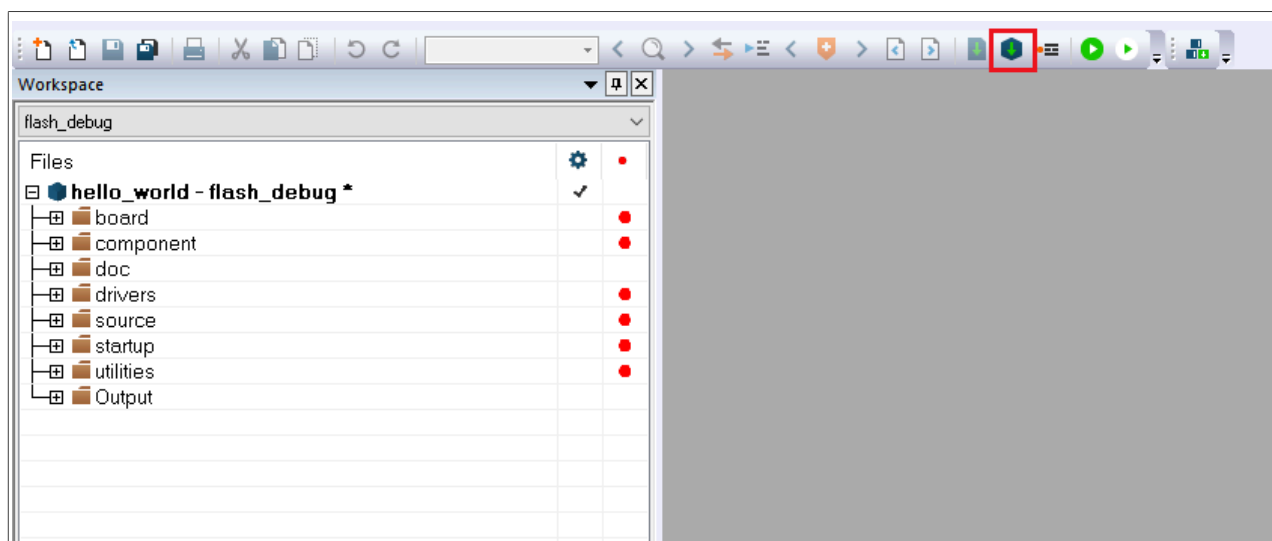 Workspace
flash_debug
Files
hello_world - flash_debug *
board
component
doc
drivers
source
startup
utilities
Output